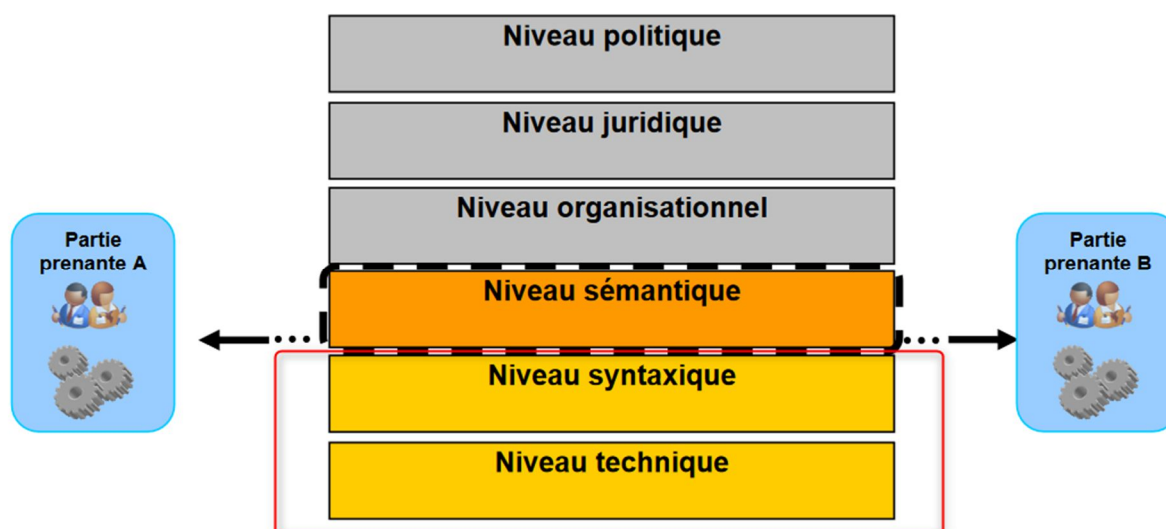 Niveau politique
Niveau juridique
Niveau organisationnel
Partie
prenante A
Niveau sémantique
Partie
prenante B
Niveau syntaxique
Niveau technique